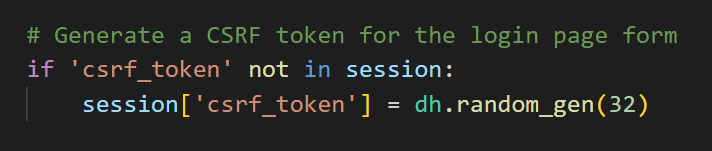 # Generate a CSRF token for the login page form
if 'csrf_token' not in session:
    session['csrf_token'] = dh.random_gen(32)